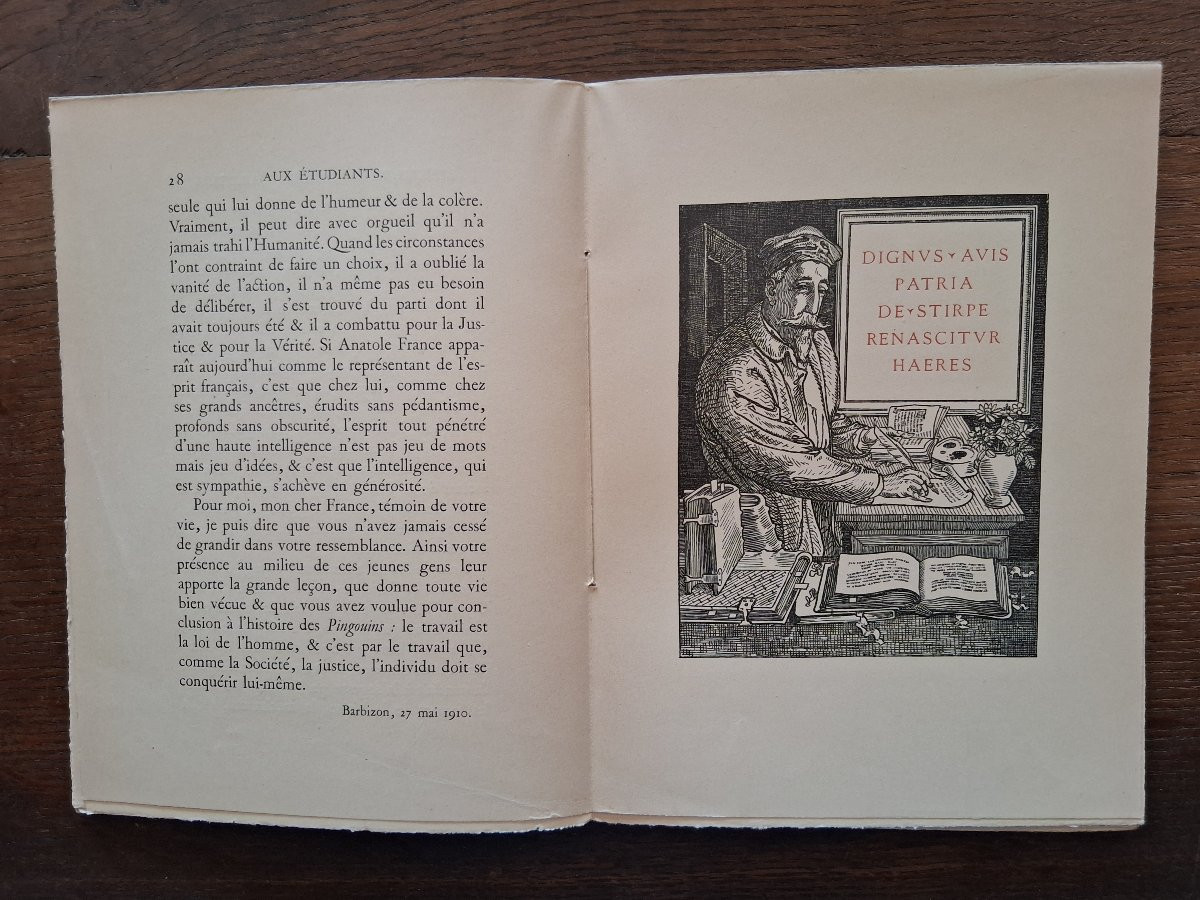 28 AUX ÉTUDIANTS.
seule qui lui donne de l'humeur & de la colère.
Vraiment, il peut dire avec orgueil qu'il n'a
jamais trahi l'Humanité. Quand les circonstances
l'ont contraint de faire un choix, il a oublié la
vanité de l'action, il n'a même pas eu besoin
de délibérer, il s'est trouvé du parti dont il
avait toujours été & il a combattu pour la Jus-
tice & pour la Vérité. Si Anatole France appa-
raît aujourd'hui comme le représentant de l'es-
prit français, c'est que chez lui, comme chez
ses grands ancêtres, érudits sans pédantisme,
profonds sans obscurité, l'esprit tout pénétré
d'une haute intelligence n'est pas jeu de mots
mais jeu d'idées, & c'est que l'intelligence, qui
est sympathie, s'achève en générosité.
Pour moi, mon cher France, témoin de votre
vie, je puis dire que vous n'avez jamais cessé
de grandir dans votre ressemblance. Ainsi votre
présence au milieu de ces jeunes gens leur
apporte la grande leçon, que donne toute vie
bien vécue & que vous avez voulue pour con-
clusion à l'histoire des Pingouins : le travail est
la loi de l'homme, & c'est par le travail que,
comme la Société, la justice, l'individu doit se
conquérir lui-même.
Barbizon, 27 mai 1910.
DIGNVS AVIS
PATRIA
DE STIRPE
RENASCITVR
HAERES